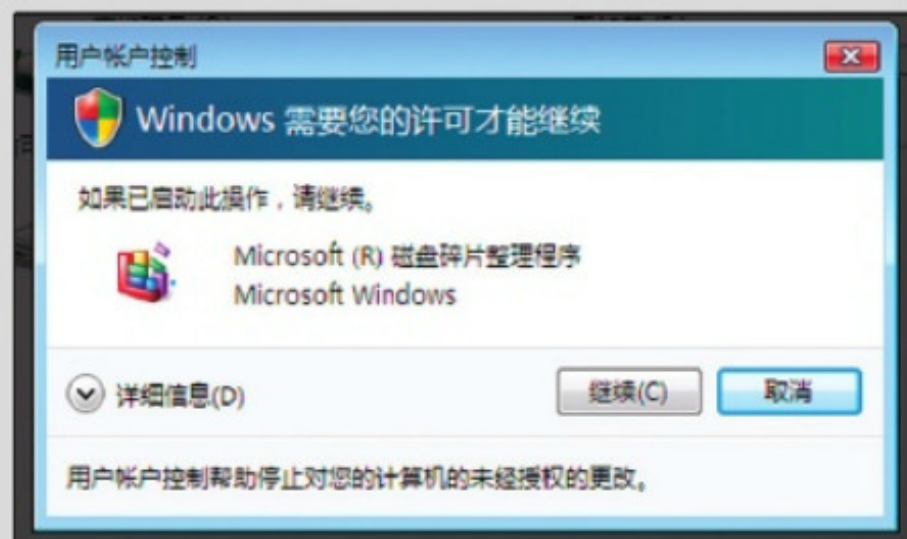 用户帐户控制
Windows 需要您的许可才能继续
如果已启动此操作，请继续。
Microsoft (R) 磁盘碎片整理程序
Microsoft Windows
详细信息(D)
继续(C)
取消
用户帐户控制帮助停止对您的计算机的未经授权的更改。